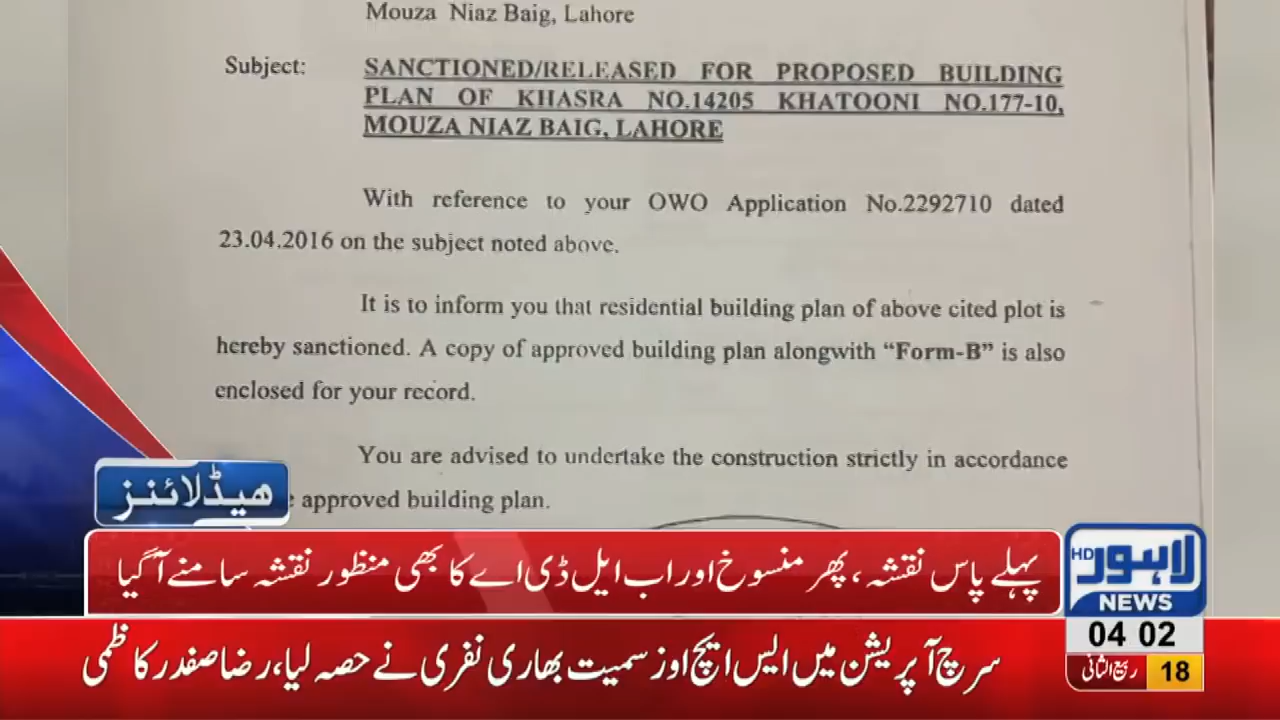 Mouza Niaz Baig, Lahore
Subject: SANCTIONED/RELEASED FOR PROPOSED BUILDING
PLAN OF KHASRA NO.14205 KHATOONI NO.177-10,
MOUZA NIAZ BAIG, LAHORE
With reference to your OWO Application No.2292710 dated
23.04.2016 on the subject noted above.
It is to inform you that residential building plan of above cited plot is
hereby sanctioned. A copy of approved building plan alongwith “Form-B” is also
enclosed for your record.
You are advised to undertake the construction strictly in accordance
approved building plan.
ھیڈلائنز
پہلے پاس نقشہ، پھر منسوخ اور اب ایل ڈی اے کا بھی منظور نقشہ سامنے آگیا
لاہور HD
NEWS
04 02
سرچ آپریشن میں ایس ایچ اوز سمیت بھاری نفری نے حصہ لیا، رضا صفدر کاظمی
18 ربیع الثانی